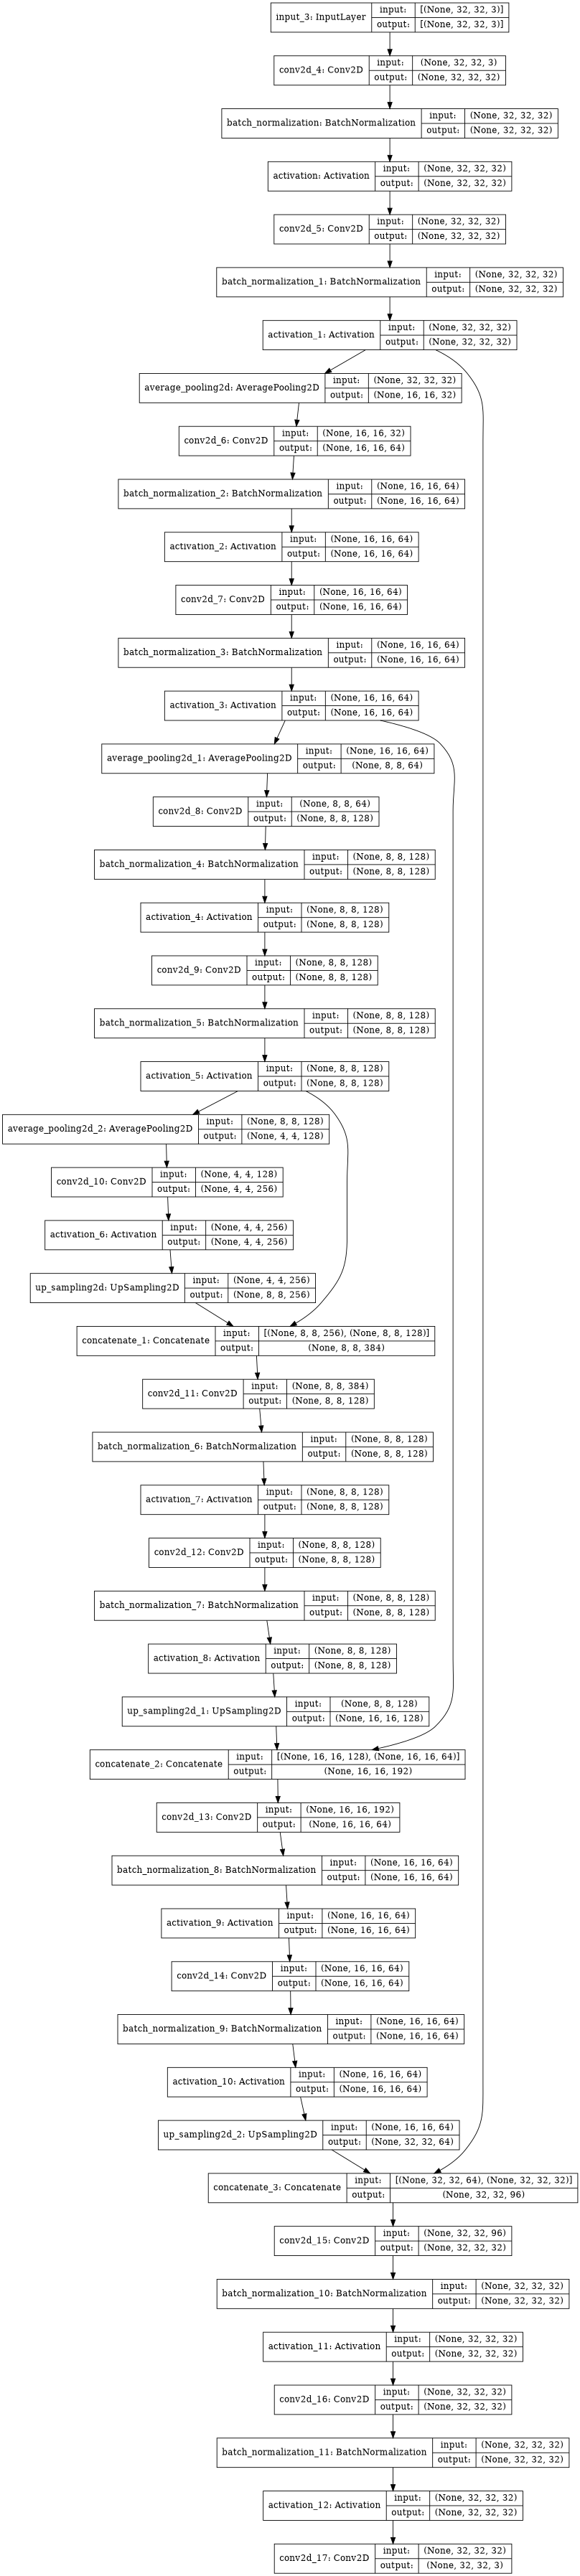 input_3: InputLayer input: [(None, 32, 32, 3)]
output: [(None, 32, 32, 3)]
conv2d_4: Conv2D input: (None, 32, 32, 3)
output: (None, 32, 32, 32)
batch_normalization: BatchNormalization input: (None, 32, 32, 32)
output: (None, 32, 32, 32)
activation: Activation input: (None, 32, 32, 32)
output: (None, 32, 32, 32)
conv2d_5: Conv2D input: (None, 32, 32, 32)
output: (None, 32, 32, 32)
batch_normalization_1: BatchNormalization input: (None, 32, 32, 32)
output: (None, 32, 32, 32)
activation_1: Activation input: (None, 32, 32, 32)
output: (None, 32, 32, 32)
average_pooling2d: AveragePooling2D input: (None, 32, 32, 32)
output: (None, 16, 16, 32)
conv2d_6: Conv2D input: (None, 16, 16, 32)
output: (None, 16, 16, 64)
batch_normalization_2: BatchNormalization input: (None, 16, 16, 64)
output: (None, 16, 16, 64)
activation_2: Activation input: (None, 16, 16, 64)
output: (None, 16, 16, 64)
conv2d_7: Conv2D input: (None, 16, 16, 64)
output: (None, 16, 16, 64)
batch_normalization_3: BatchNormalization input: (None, 16, 16, 64)
output: (None, 16, 16, 64)
activation_3: Activation input: (None, 16, 16, 64)
output: (None, 16, 16, 64)
average_pooling2d_1: AveragePooling2D input: (None, 16, 16, 64)
output: (None, 8, 8, 64)
conv2d_8: Conv2D input: (None, 8, 8, 64)
output: (None, 8, 8, 128)
batch_normalization_4: BatchNormalization input: (None, 8, 8, 128)
output: (None, 8, 8, 128)
activation_4: Activation input: (None, 8, 8, 128)
output: (None, 8, 8, 128)
conv2d_9: Conv2D input: (None, 8, 8, 128)
output: (None, 8, 8, 128)
batch_normalization_5: BatchNormalization input: (None, 8, 8, 128)
output: (None, 8, 8, 128)
activation_5: Activation input: (None, 8, 8, 128)
output: (None, 8, 8, 128)
average_pooling2d_2: AveragePooling2D input: (None, 8, 8, 128)
output: (None, 4, 4, 128)
conv2d_10: Conv2D input: (None, 4, 4, 128)
output: (None, 4, 4, 256)
activation_6: Activation input: (None, 4, 4, 256)
output: (None, 4, 4, 256)
up_sampling2d: UpSampling2D input: (None, 4, 4, 256)
output: (None, 8, 8, 256)
concatenate_1: Concatenate input: [(None, 8, 8, 256), (None, 8, 8, 128)]
output: (None, 8, 8, 384)
conv2d_11: Conv2D input: (None, 8, 8, 384)
output: (None, 8, 8, 128)
batch_normalization_6: BatchNormalization input: (None, 8, 8, 128)
output: (None, 8, 8, 128)
activation_7: Activation input: (None, 8, 8, 128)
output: (None, 8, 8, 128)
conv2d_12: Conv2D input: (None, 8, 8, 128)
output: (None, 8, 8, 128)
batch_normalization_7: BatchNormalization input: (None, 8, 8, 128)
output: (None, 8, 8, 128)
activation_8: Activation input: (None, 8, 8, 128)
output: (None, 8, 8, 128)
up_sampling2d_1: UpSampling2D input: (None, 8, 8, 128)
output: (None, 16, 16, 128)
concatenate_2: Concatenate input: [(None, 16, 16, 128), (None, 16, 16, 64)]
output: (None, 16, 16, 192)
conv2d_13: Conv2D input: (None, 16, 16, 192)
output: (None, 16, 16, 64)
batch_normalization_8: BatchNormalization input: (None, 16, 16, 64)
output: (None, 16, 16, 64)
activation_9: Activation input: (None, 16, 16, 64)
output: (None, 16, 16, 64)
conv2d_14: Conv2D input: (None, 16, 16, 64)
output: (None, 16, 16, 64)
batch_normalization_9: BatchNormalization input: (None, 16, 16, 64)
output: (None, 16, 16, 64)
activation_10: Activation input: (None, 16, 16, 64)
output: (None, 16, 16, 64)
up_sampling2d_2: UpSampling2D input: (None, 16, 16, 64)
output: (None, 32, 32, 64)
concatenate_3: Concatenate input: [(None, 32, 32, 64), (None, 32, 32, 32)]
output: (None, 32, 32, 96)
conv2d_15: Conv2D input: (None, 32, 32, 96)
output: (None, 32, 32, 32)
batch_normalization_10: BatchNormalization input: (None, 32, 32, 32)
output: (None, 32, 32, 32)
activation_11: Activation input: (None, 32, 32, 32)
output: (None, 32, 32, 32)
conv2d_16: Conv2D input: (None, 32, 32, 32)
output: (None, 32, 32, 32)
batch_normalization_11: BatchNormalization input: (None, 32, 32, 32)
output: (None, 32, 32, 32)
activation_12: Activation input: (None, 32, 32, 32)
output: (None, 32, 32, 32)
conv2d_17: Conv2D input: (None, 32, 32, 32)
output: (None, 32, 32, 3)